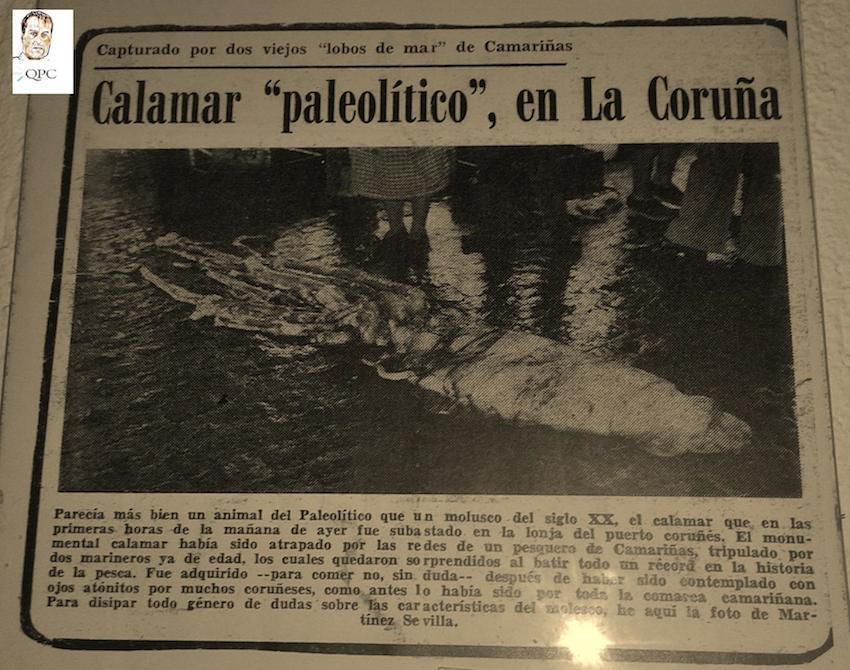 QPC
Capturado por dos viejos “lobos de mar” de Camariñas
Calamar “paleolítico”, en La Coruña
Parecía más bien un animal del Paleolítico que un molusco del siglo XX, el calamar que, en las
primeras horas de la mañana de ayer fue subastado en la lonja del puerto coruñés. El monu-
mental calamar había sido atrapado por las redes de un pesquero de Camariñas, tripulado por
dos marineros ya de edad, los cuales quedaron sorprendidos al batir todo un récord en la historia
de la pesca. Fue adquirido --para comer no, sin duda-- después de haber sido contemplado con
ojos atónitos por muchos coruñeses, como antes lo había sido por toda la comarca camariñana.
Para disipar todo género de dudas sobre las características del molusco, he aquí la foto de Mar-
tínez Sevilla.